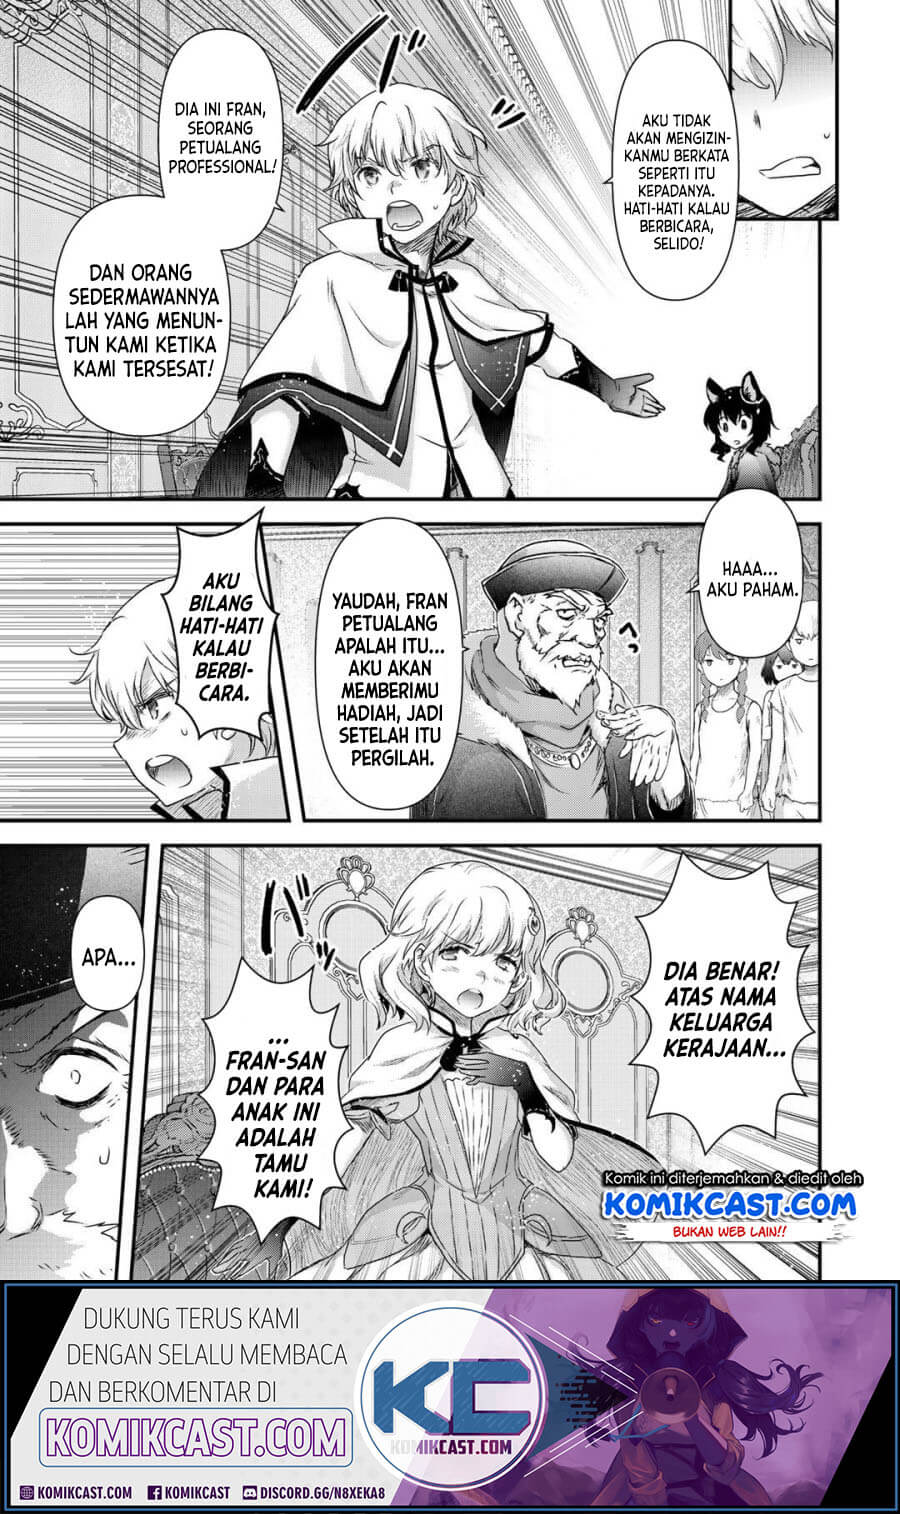 AKU TIDAK
AKAN MENGIZIN-
KANMU BERKATA
SEPERTI ITU
KEPADANYA.
HATI-HATI KALAU
BERBICARA,
SELIDO!
DIA INI FRAN,
SEORANG
PETUALANG
PROFESSIONAL!
DAN ORANG
SEDERMAWANNYA
LAH YANG MENUN-
TUN KAMI KETIKA
KAMI TERSESAT!
HAAA...
AKU PAHAM.
YAUDAH, FRAN
PETUALANG
APALAH ITU...
AKU AKAN
MEMBERIMU
HADIAH, JADI
SETELAH ITU
PERGILAH.
AKU
BILANG
HATI-HATI
KALAU
BERBI-
CARA.
DIA BENAR!
ATAS NAMA
KELUARGA
KERAJAAN...
...
FRAN-SAN
DAN PARA
ANAK INI
ADALAH
TAMU
KAMI!
APA...
Komik ini diterjemahkan & diedit oleh
KOMIKCAST.COM
BUKAN WEB LAIN!!
DUKUNG TERUS KAMI
DENGAN SELALU MEMBACA
DAN BERKOMENTAR DI
KOMIKCAST.COM
KC
KOMIKCAST.COM
KOMIKCAST.COM KOMIKCAST DISCORD.GG/N8XEKA8